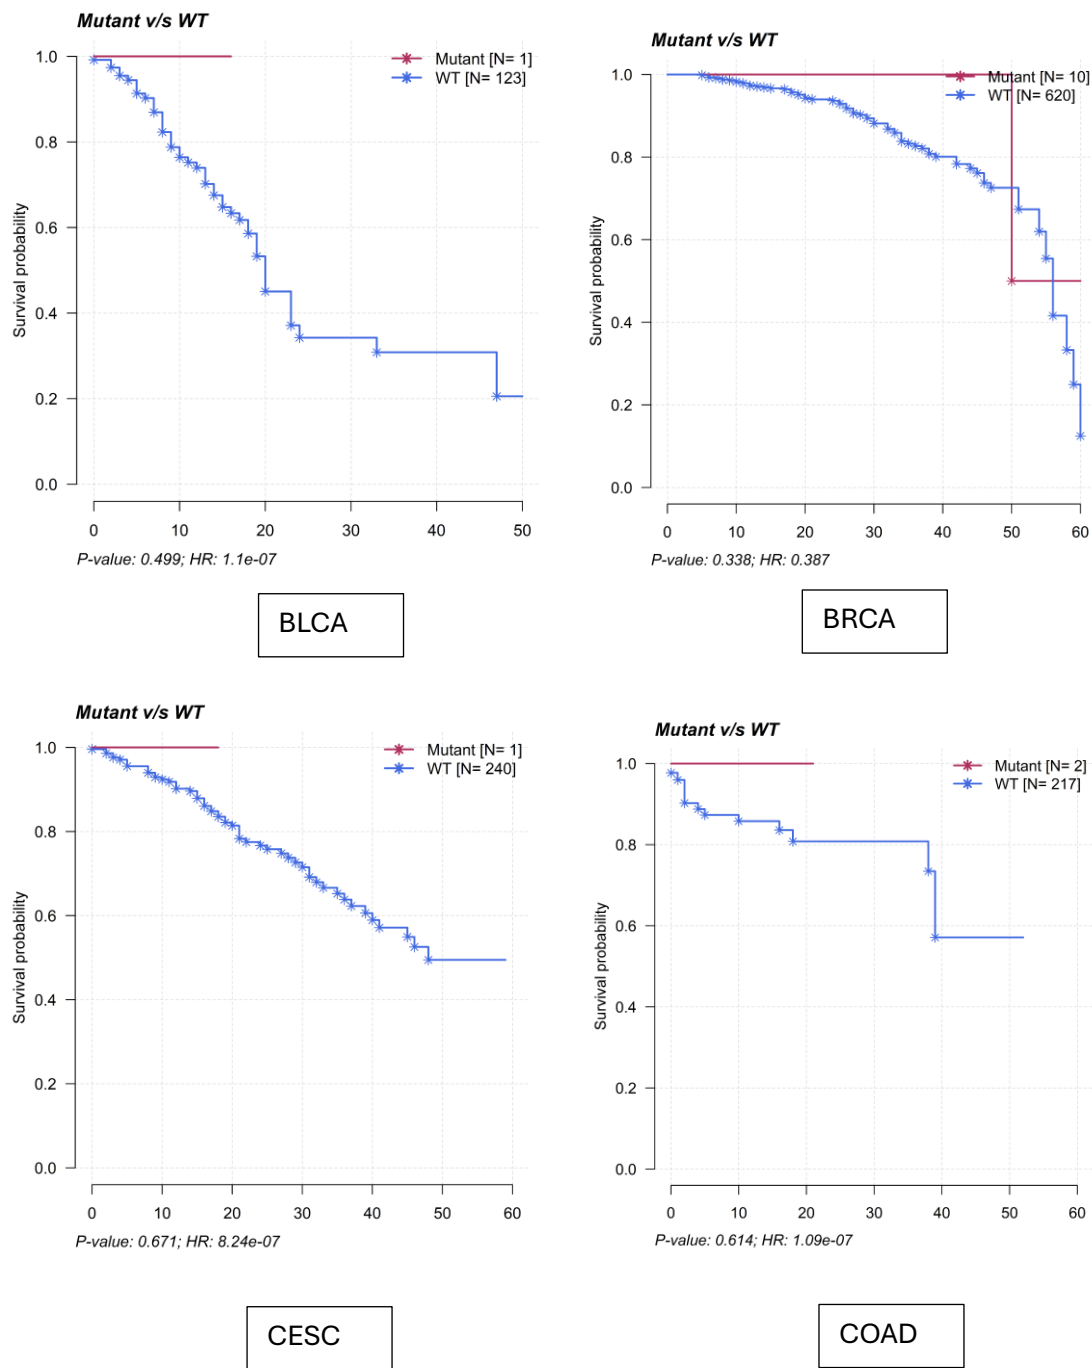 Mutant v/s WT
Mutant [N= 1]
WT [N= 123]
Survival probability
1.0
0.8
0.6
0.4
0.2
0.0
0 10 20 30 40 50
P-value: 0.499; HR: 1.1e-07
BLCA
Mutant v/s WT
Mutant [N= 10]
WT [N= 620]
Survival probability
1.0
0.8
0.6
0.4
0.2
0.0
0 10 20 30 40 50 60
P-value: 0.338; HR: 0.387
BRCA
Mutant v/s WT
Mutant [N= 1]
WT [N= 240]
Survival probability
1.0
0.8
0.6
0.4
0.2
0.0
0 10 20 30 40 50 60
P-value: 0.671; HR: 8.24e-07
CESC
Mutant v/s WT
Mutant [N= 2]
WT [N= 217]
Survival probability
1.0
0.8
0.6
0.4
0.2
0.0
0 10 20 30 40 50 60
P-value: 0.614; HR: 1.09e-07
COAD